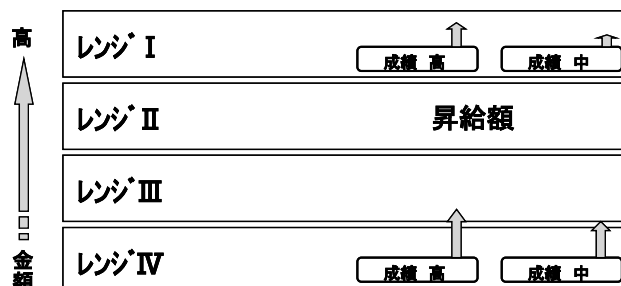 高
レンジⅠ
成績 高
成績 中
レンジⅡ
昇給額
レンジⅢ
レンジⅣ
成績 高
成績 中
金額